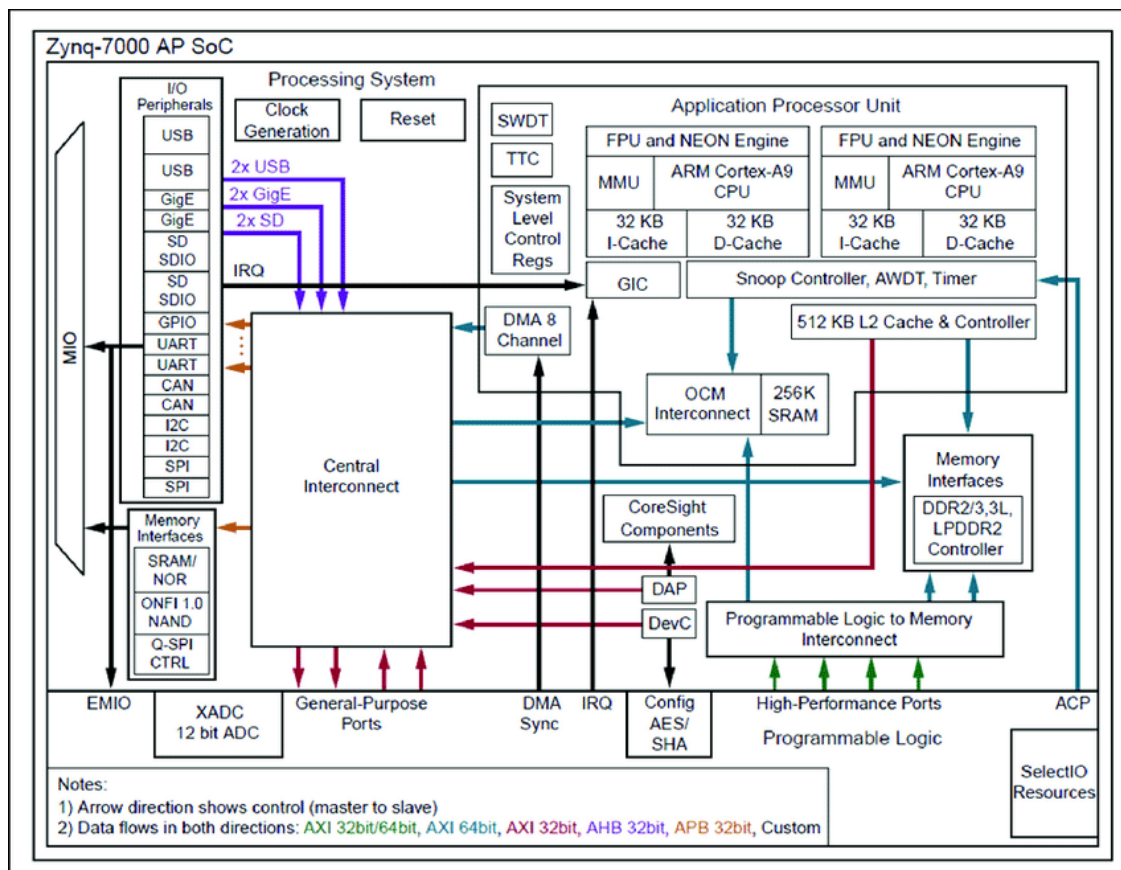 Zynq-7000 AP SoC
Processing System
I/O
Peripherals
USB
USB
GigE
GigE
SD
SDIO
SD
SDIO
GPIO
UART
UART
CAN
CAN
I2C
I2C
SPI
SPI
MIO
Clock
Generation
Reset
2x USB
2x GigE
2x SD
IRQ
Application Processor Unit
SWDT
TTC
System
Level
Control
Regs
FPU and NEON Engine
MMU
ARM Cortex-A9
CPU
32 KB
I-Cache
32 KB
D-Cache
FPU and NEON Engine
MMU
ARM Cortex-A9
CPU
32 KB
I-Cache
32 KB
D-Cache
GIC
Snoop Controller, AWDT, Timer
DMA 8
Channel
512 KB L2 Cache & Controller
OCM
Interconnect
256K
SRAM
Central
Interconnect
Memory
Interfaces
DDR2/3,3L,
LPDDR2
Controller
CoreSight
Components
DAP
DevC
Programmable Logic to Memory
Interconnect
Memory
Interfaces
SRAM/
NOR
ONFI 1.0
NAND
Q-SPI
CTRL
EMIO
XADC
12 bit ADC
General-Purpose
Ports
DMA
Sync
IRQ
Config
AES/
SHA
High-Performance Ports
ACP
Programmable Logic
SelectIO
Resources
Notes:
1) Arrow direction shows control (master to slave)
2) Data flows in both directions: AXI 32bit/64bit, AXI 64bit, AXI 32bit, AHB 32bit, APB 32bit, Custom